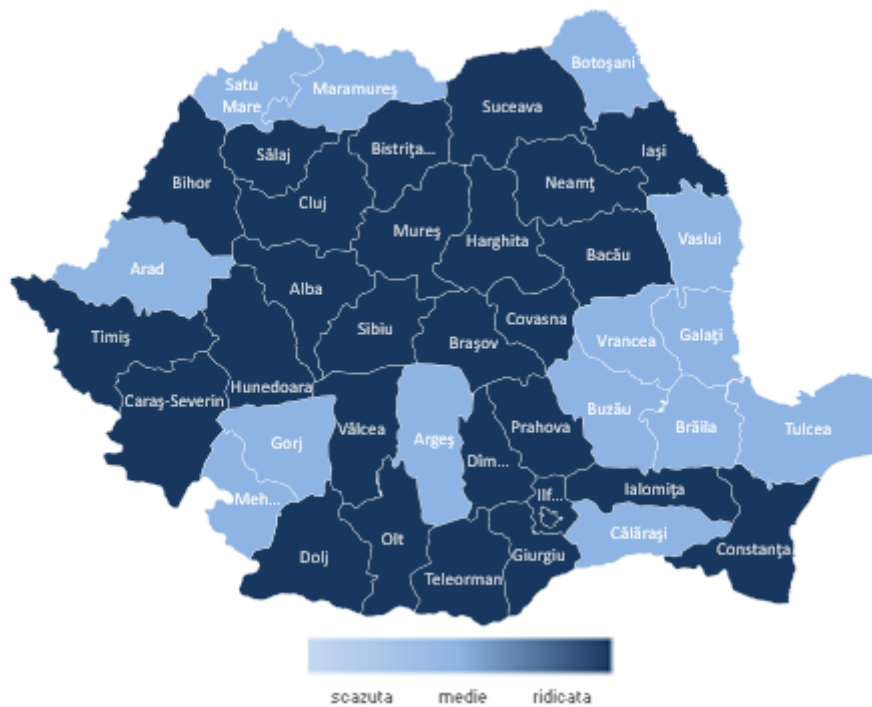 Botoşani
Satu
Mare
Maramureş
Suceava
Iaşi
Sălaj
Bistriţa...
Bihor
Neamţ
Cluj
Mureş
Harghita
Vaslui
Bacău
Arad
Alba
Covasna
Sibiu
Timiş
Braşov
Vrancea
Galaţi
Hunedoara
Caraş-Severin
Buzău
Prahova
Brăila
Tulcea
Vâlcea
Argeş
Gorj
Dîm...
Ialomiţa
Ilf...
Meh...
Călăraşi
Olt
Constanţa
Giurgiu
Dolj
Teleorman
scazuta medie ridicata